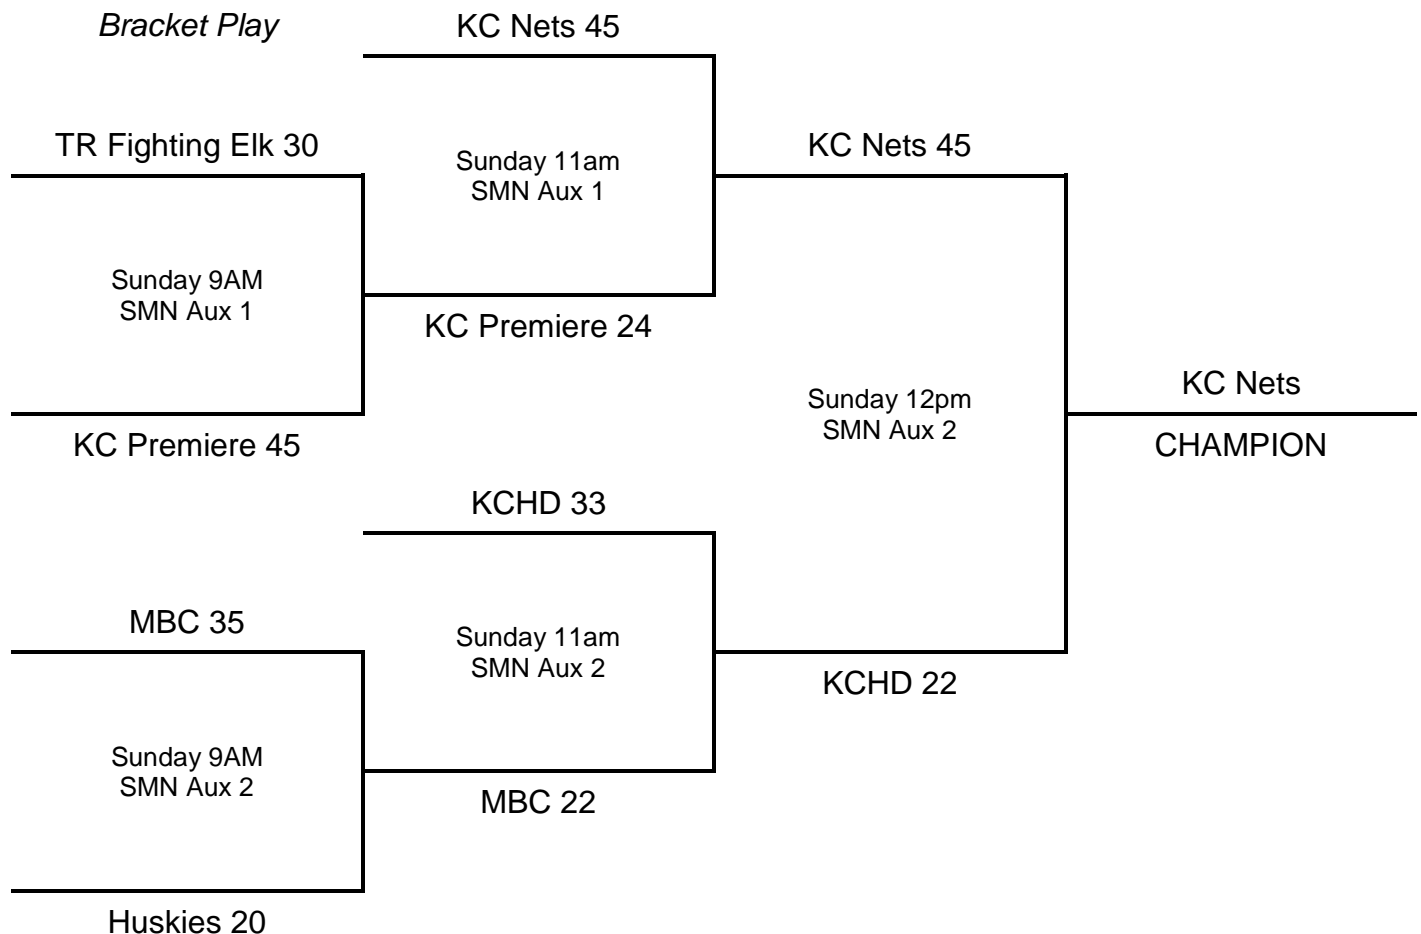 Bracket Play
KC Nets 45
TR Fighting Elk 30
Sunday 11am
SMN Aux 1
KC Nets 45
Sunday 9AM
SMN Aux 1
KC Premiere 24
KC Premiere 45
Sunday 12pm
SMN Aux 2
KC Nets
CHAMPION
KCHD 33
MBC 35
Sunday 11am
SMN Aux 2
KCHD 22
Sunday 9AM
SMN Aux 2
MBC 22
Huskies 20